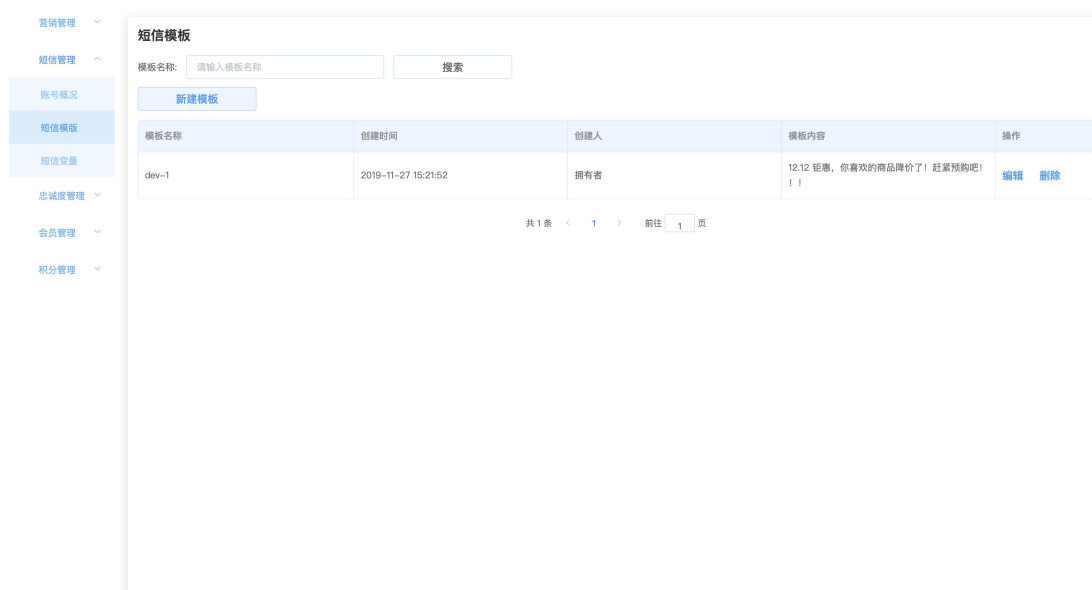 营销管理
短信管理
账号概况
短信模版
短信变量
忠诚度管理
会员管理
积分管理
短信模板
模板名称: 请输入模板名称 搜索
新建模板
模板名称 创建时间 创建人 模板内容 操作
dev-1 2019-11-27 15:21:52 拥有者 12.12 钜惠，你喜欢的商品降价了！赶紧预购吧！
！！ 编辑 删除
共 1 条 1 前往 1 页